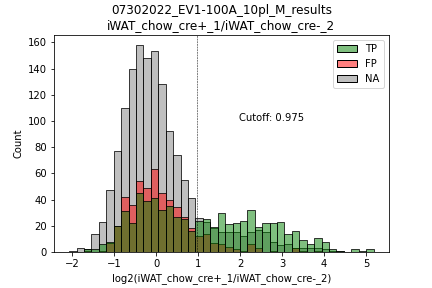 07302022_EV1-100A_10pl_M_results
iWAT_chow_cre+_1/iWAT_chow_cre-_2
160
140
120
100
80
60
40
20
0
Count
TP
FP
NA
Cutoff: 0.975
−2
−1
0
1
2
3
4
5
log2(iWAT_chow_cre+_1/iWAT_chow_cre-_2)